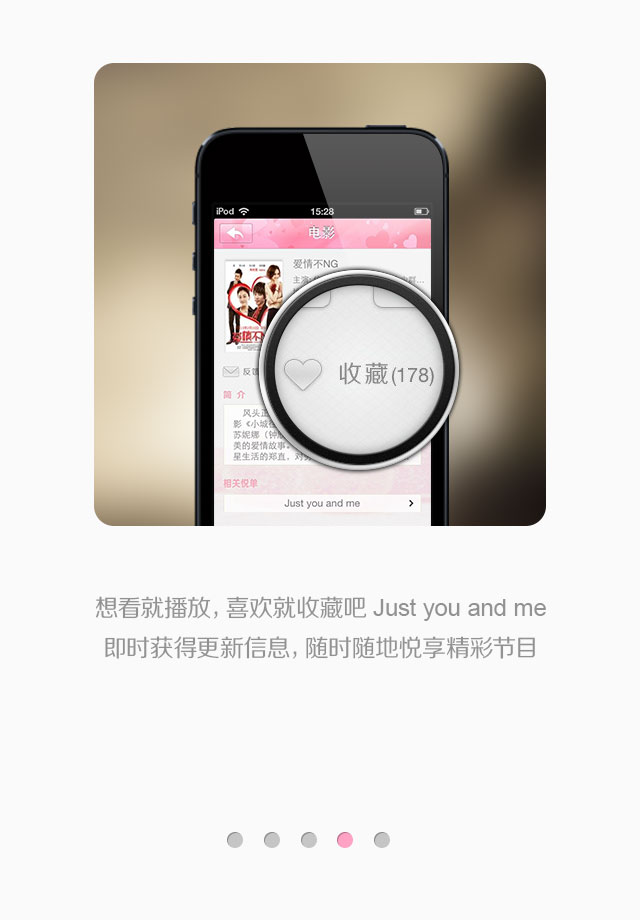 iPod 15:28
电影
爱情不NG
主演:
收藏(178)
简 介
风头正
影《小城
苏妮娜(钟
美的爱情故事
星生活的郑直,对
相关悦单
Just you and me
想看就播放,喜欢就收藏吧 Just you and me
即时获得更新信息,随时随地悦享精彩节目